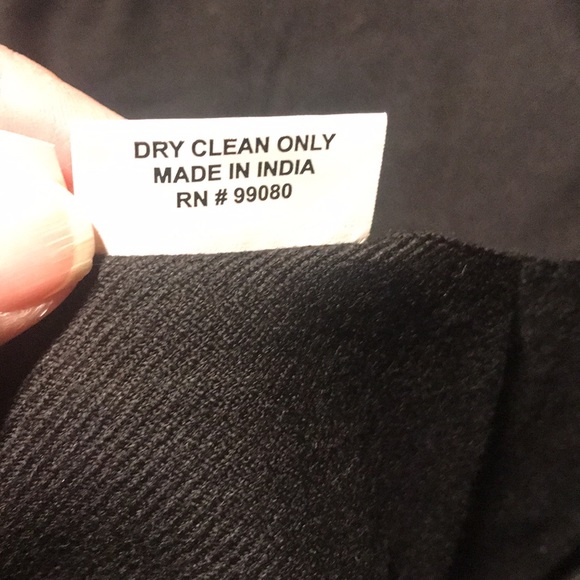 DRY CLEAN ONLY
MADE IN INDIA
RN # 99080